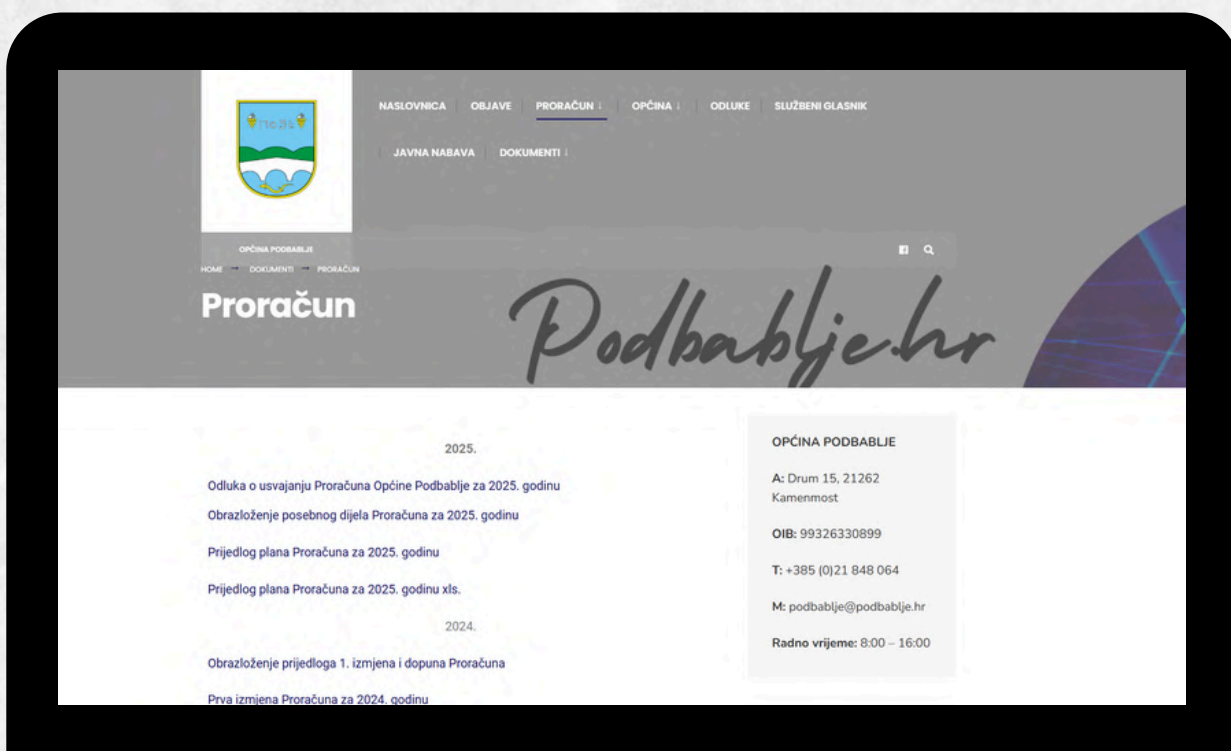 NASLOVNICA OBJAVE PRORAČUN ↓ OPĆINA ↓ ODLUKE SLUŽBENI GLASNIK
JAVNA NABAVA DOKUMENTI ↓
OPĆINA PODBABLJE
HOME → DOKUMENTI → PRORAČUN
Proračun
Podbablje.hr
2025.
Odluka o usvajanju Proračuna Općine Podbablje za 2025. godinu
Obrazloženje posebnog dijela Proračuna za 2025. godinu
Prijedlog plana Proračuna za 2025. godinu
Prijedlog plana Proračuna za 2025. godinu xls.
2024.
Obrazloženje prijedloga 1. izmjena i dopuna Proračuna
Prva izmjena Proračuna za 2024. godinu
OPĆINA PODBABLJE
A: Drum 15, 21262
Kamenmost
OIB: 99326330899
T: +385 (0)21 848 064
M: podbablje@podbablje.hr
Radno vrijeme: 8:00 – 16:00